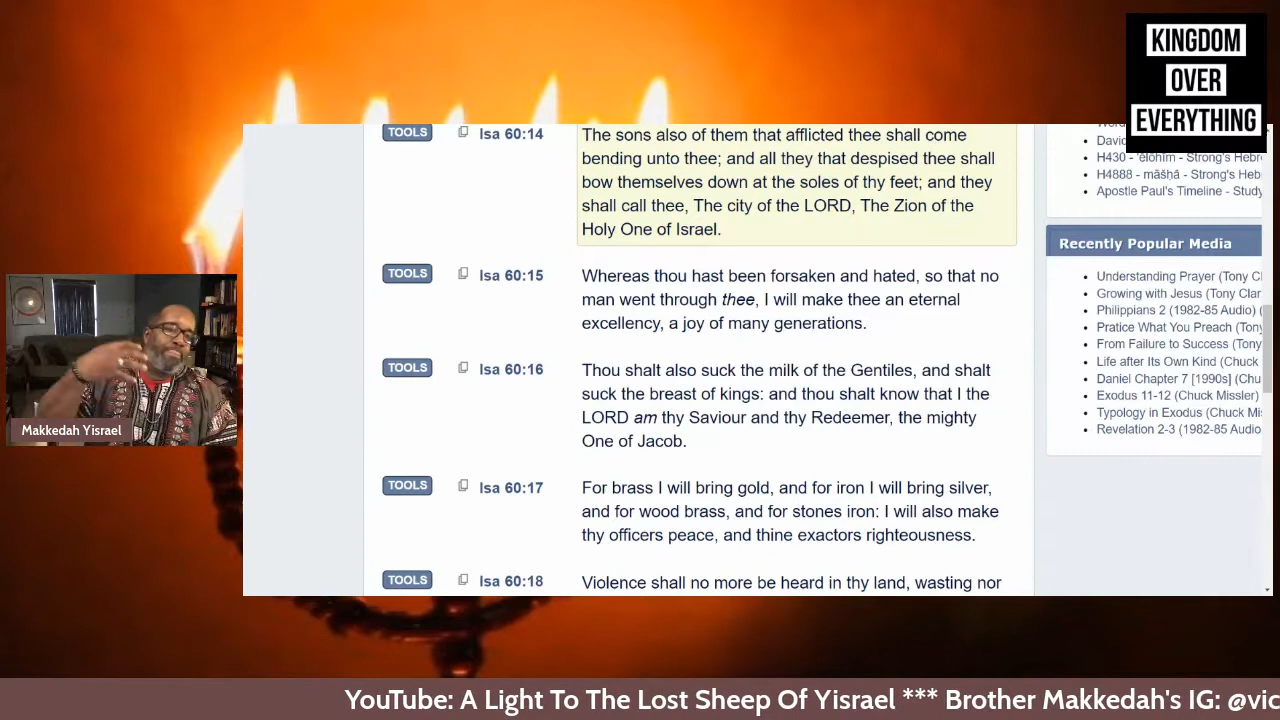 KINGDOM
OVER
EVERYTHING
TOOLS Isa 60:14 The sons also of them that afflicted thee shall come
bending unto thee; and all they that despised thee shall
bow themselves down at the soles of thy feet; and they
shall call thee, The city of the LORD, The Zion of the
Holy One of Israel.
TOOLS Isa 60:15 Whereas thou hast been forsaken and hated, so that no
man went through thee, I will make thee an eternal
excellency, a joy of many generations.
TOOLS Isa 60:16 Thou shalt also suck the milk of the Gentiles, and shalt
suck the breast of kings: and thou shalt know that I the
LORD am thy Saviour and thy Redeemer, the mighty
One of Jacob.
TOOLS Isa 60:17 For brass I will bring gold, and for iron I will bring silver,
and for wood brass, and for stones iron: I will also make
thy officers peace, and thine exactors righteousness.
TOOLS Isa 60:18 Violence shall no more be heard in thy land, wasting nor
David
H430 - 'ĕlōhîm - Strong's Hebr
H4888 - māšḥâ - Strong's Heb
Apostle Paul's Timeline - Study
Recently Popular Media
Understanding Prayer (Tony Cl
Growing with Jesus (Tony Clar
Philippians 2 (1982-85 Audio) (
Pratice What You Preach (Tony
From Failure to Success (Tony
Life after Its Own Kind (Chuck
Daniel Chapter 7 [1990s] (Chu
Exodus 11-12 (Chuck Missler)
Typology in Exodus (Chuck Mi
Revelation 2-3 (1982-85 Audio
Makkedah Yisrael
YouTube: A Light To The Lost Sheep Of Yisrael *** Brother Makkedah's IG: @vic